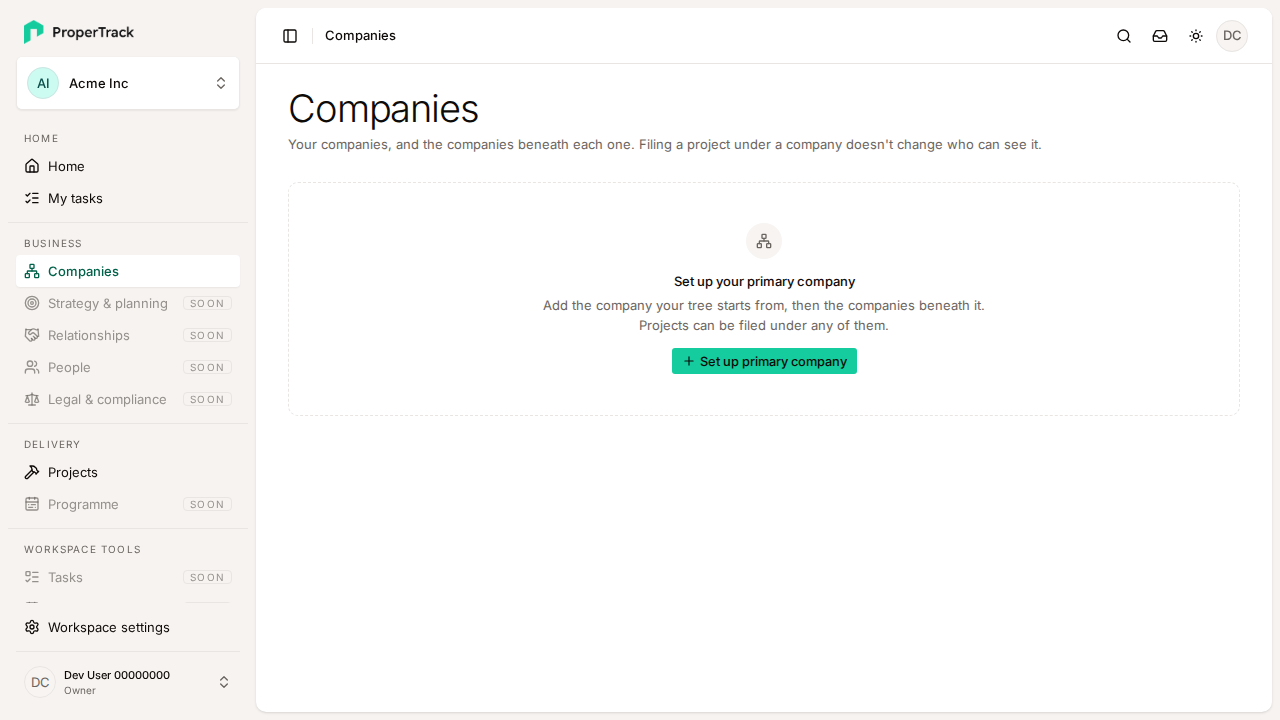 ProperTrack
AI
Acme Inc
HOME
Home
My tasks
BUSINESS
Companies
Strategy & planning SOON
Relationships SOON
People SOON
Legal & compliance SOON
DELIVERY
Projects
Programme SOON
WORKSPACE TOOLS
Tasks SOON
Workspace settings
DC
Dev User 00000000
Owner
Companies
DC
Companies
Your companies, and the companies beneath each one. Filing a project under a company doesn't change who can see it.
Set up your primary company
Add the company your tree starts from, then the companies beneath it.
Projects can be filed under any of them.
Set up primary company